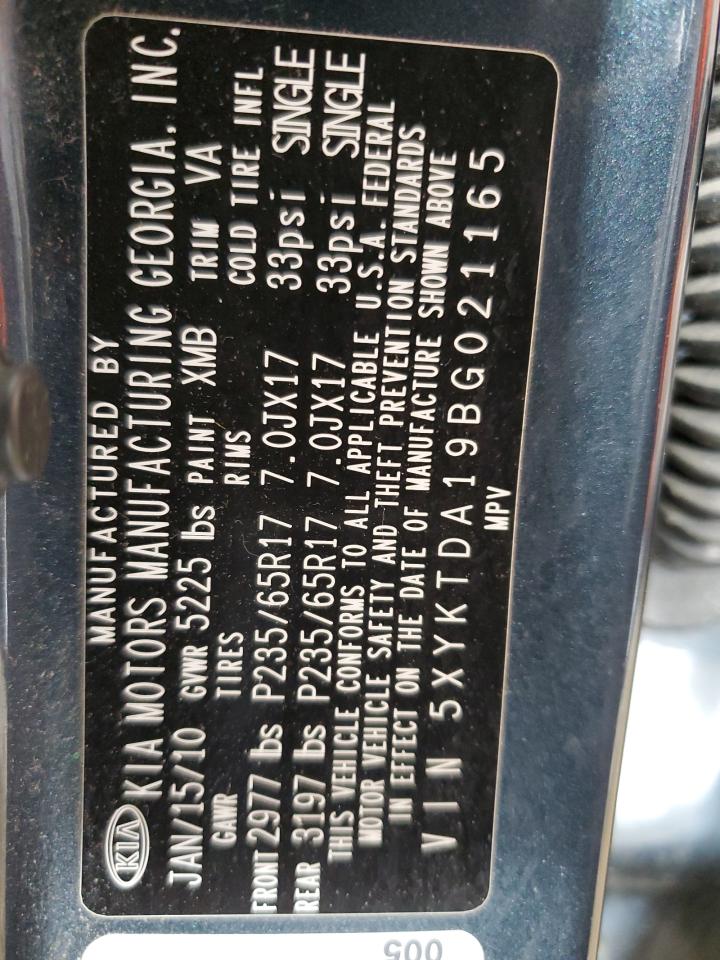 MANUFACTURED BY
KIA KIA MOTORS MANUFACTURING GEORGIA, INC.
JAN/15/10 GVWR 5225 lbs PAINT XMB TRIM VA
GAWR TIRES RIMS COLD TIRE INFL
FRONT 2977 lbs P235/65R17 7.0JX17 33psi SINGLE
REAR 3197 lbs P235/65R17 7.0JX17 33psi SINGLE
THIS VEHICLE CONFORMS TO ALL APPLICABLE U.S.A. FEDERAL
MOTOR VEHICLE SAFETY AND THEFT PREVENTION STANDARDS
IN EFFECT ON THE DATE OF MANUFACTURE SHOWN ABOVE
VIN 5XYKTDA19BG021165
MPV
005